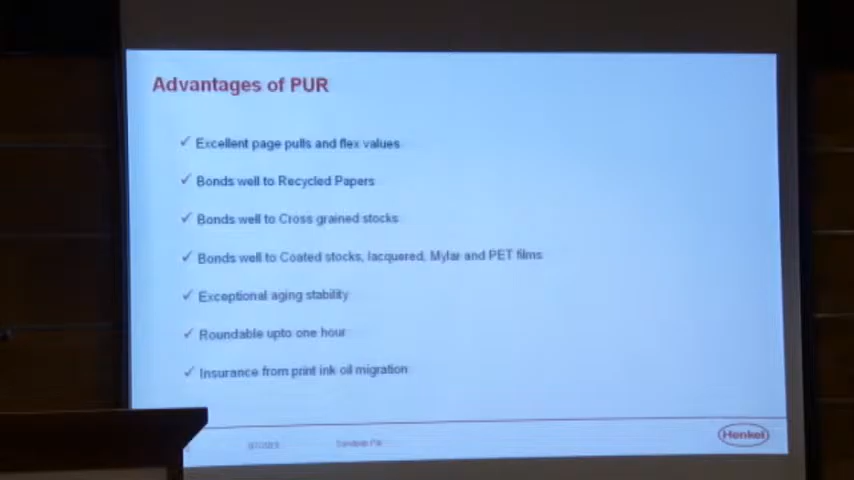 Advantages of PUR
✓ Excellent page pulls and flex values
✓ Bonds well to Recycled Papers
✓ Bonds well to Cross grained stocks
✓ Bonds well to Coated stocks, lacquered, Mylar and PET films
✓ Exceptional aging stability
✓ Roundable upto one hour
✓ Insurance from print ink oil migration
Henkel